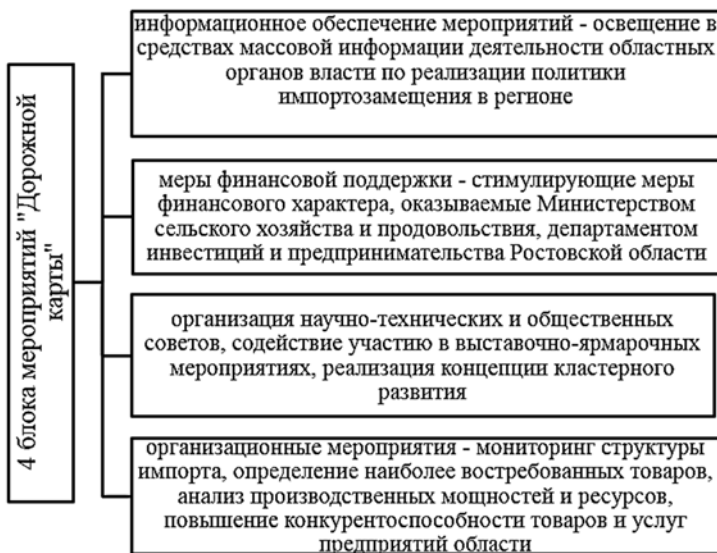 4 блока мероприятий "Дорожной
карты"
информационное обеспечение мероприятий - освещение в
средствах массовой информации деятельности областных
органов власти по реализации политики
импортозамещения в регионе
меры финансовой поддержки - стимулирующие меры
финансового характера, оказываемые Министерством
сельского хозяйства и продовольствия, департаментом
инвестиций и предпринимательства Ростовской области
организация научно-технических и общественных
советов, содействие участию в выставочно-ярмарочных
мероприятиях, реализация концепции кластерного
развития
организационные мероприятия - мониторинг структуры
импорта, определение наиболее востребованных товаров,
анализ производственных мощностей и ресурсов,
повышение конкурентоспособности товаров и услуг
предприятий области